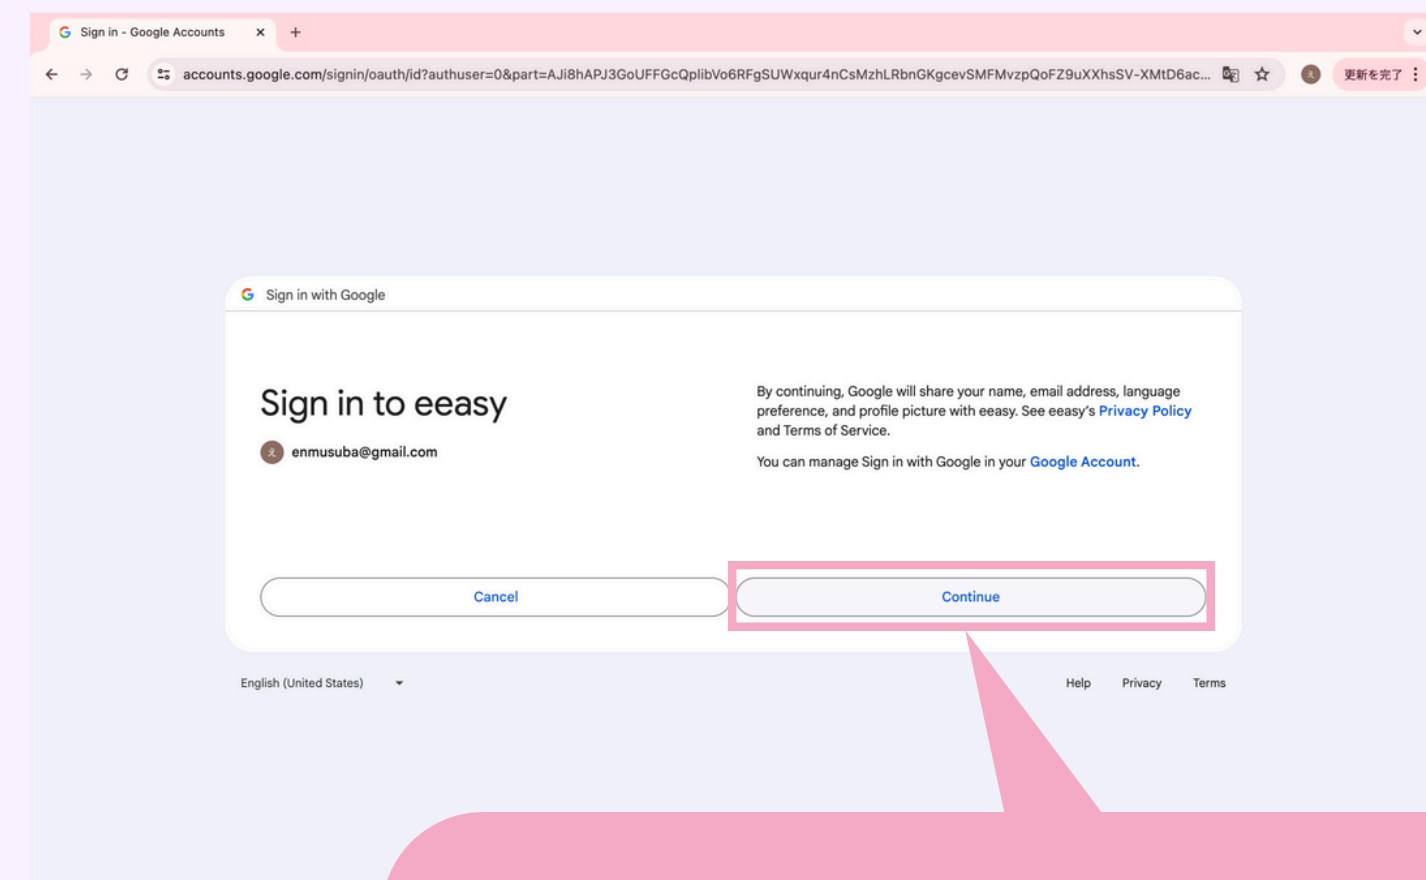 Sign in - Google Accounts
accounts.google.com/signin/oauth/id?authuser=0&part=AJi8hAPJ3GoUFFGcQplibVo6RFgSUWxqur4nCsMzhLRbnGKgcevSMFMvzpQoFZ9uXXhsSV-XMtD6ac...
え
更新を完了
Sign in with Google
Sign in to eeasy
え enmusuba@gmail.com
By continuing, Google will share your name, email address, language
preference, and profile picture with eeasy. See eeasy's Privacy Policy
and Terms of Service.
You can manage Sign in with Google in your Google Account.
Cancel
Continue
English (United States)
Help Privacy Terms